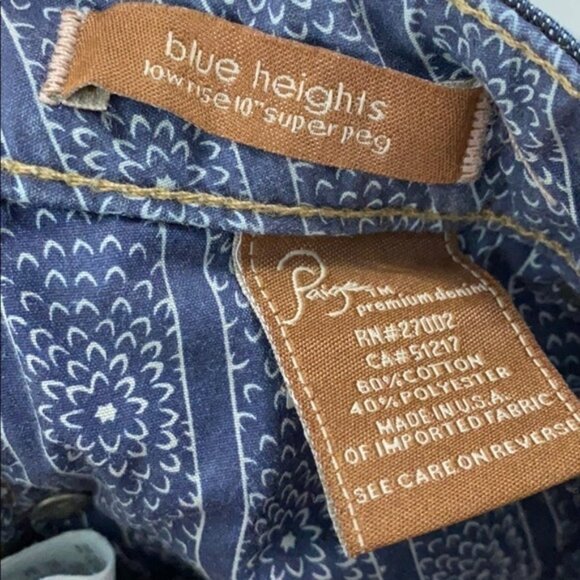 blue heights
low rise 10" super peg
Paige™
premium denim
RN#27002
CA#51217
60% COTTON
40% POLYESTER
MADE IN U.S.A.
OF IMPORTED FABRIC
SEE CARE ON REVERSE